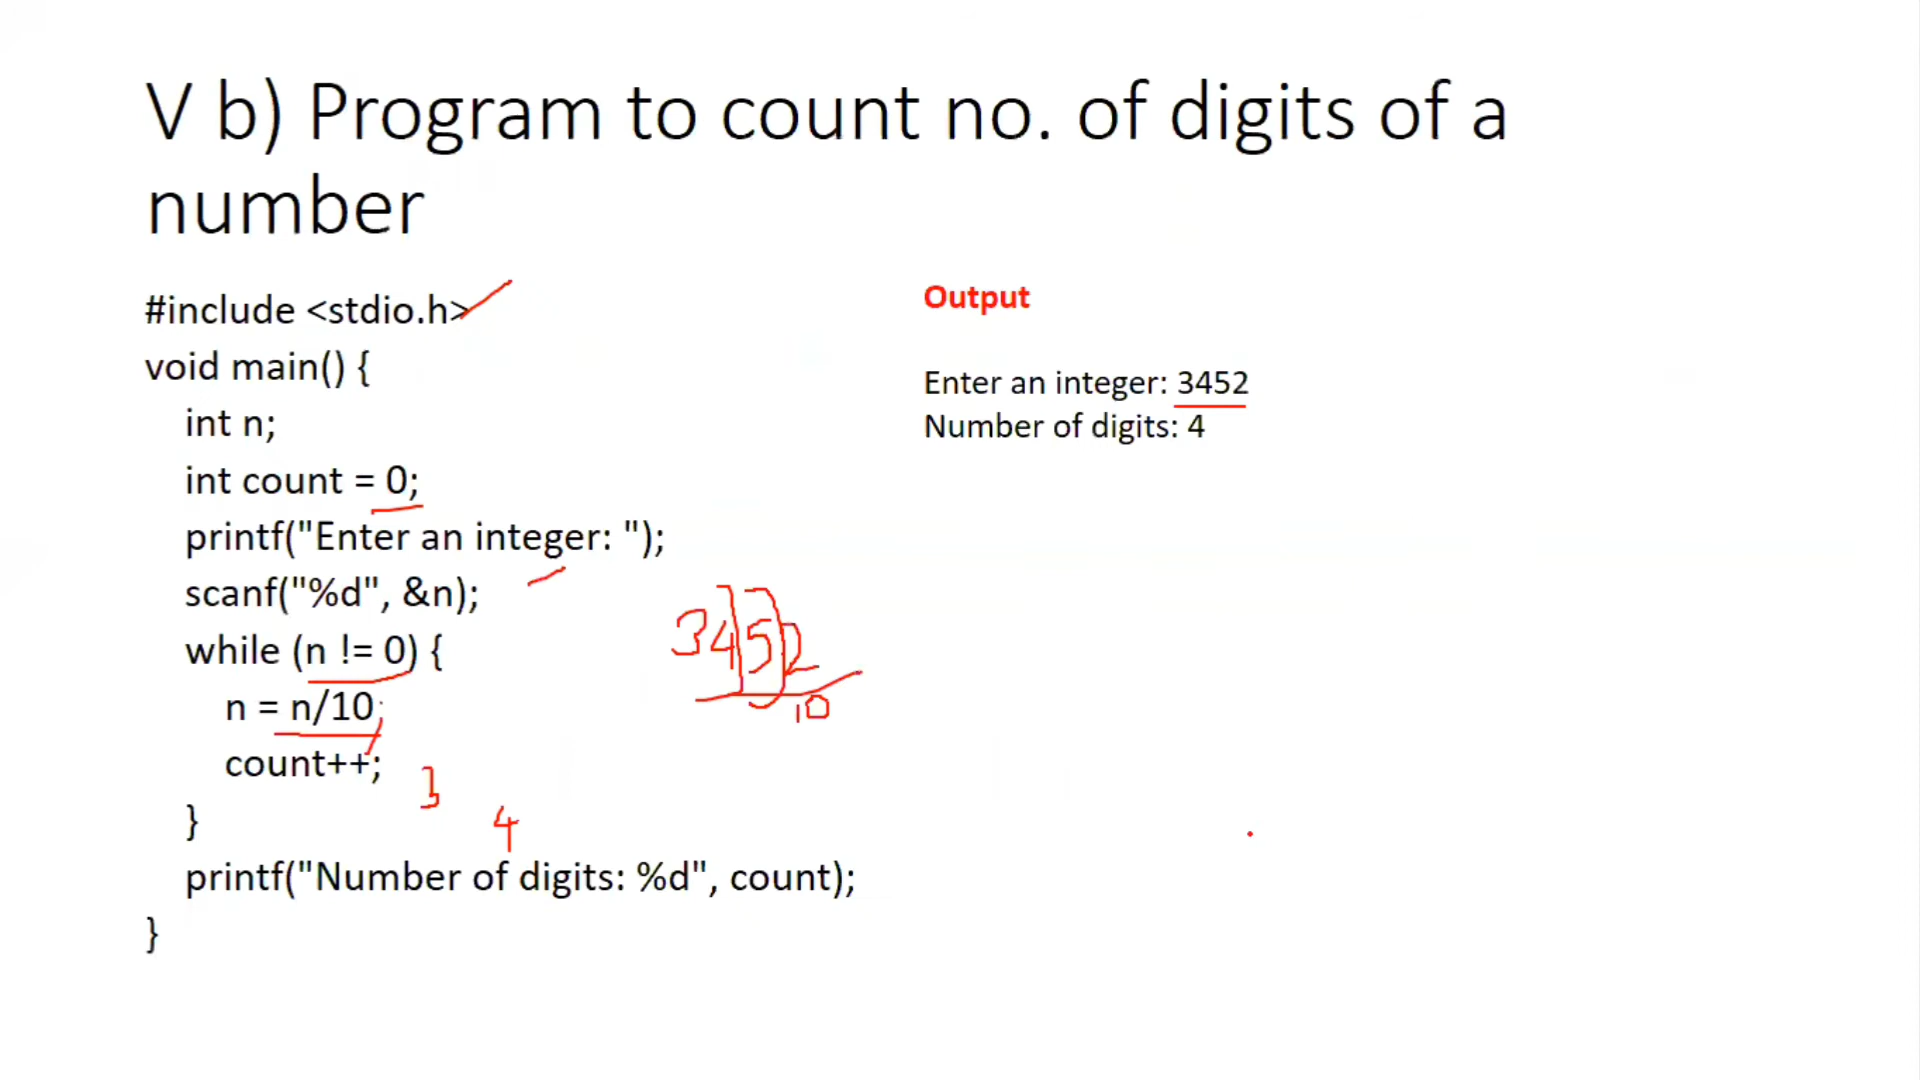 V b) Program to count no. of digits of a
number
#include <stdio.h>
void main() {
int n;
int count = 0;
printf("Enter an integer: ");
scanf("%d", &n);
while (n != 0) {
n = n/10;
count++;
}
printf("Number of digits: %d", count);
}
Output
Enter an integer: 3452
Number of digits: 4
3452
10
4